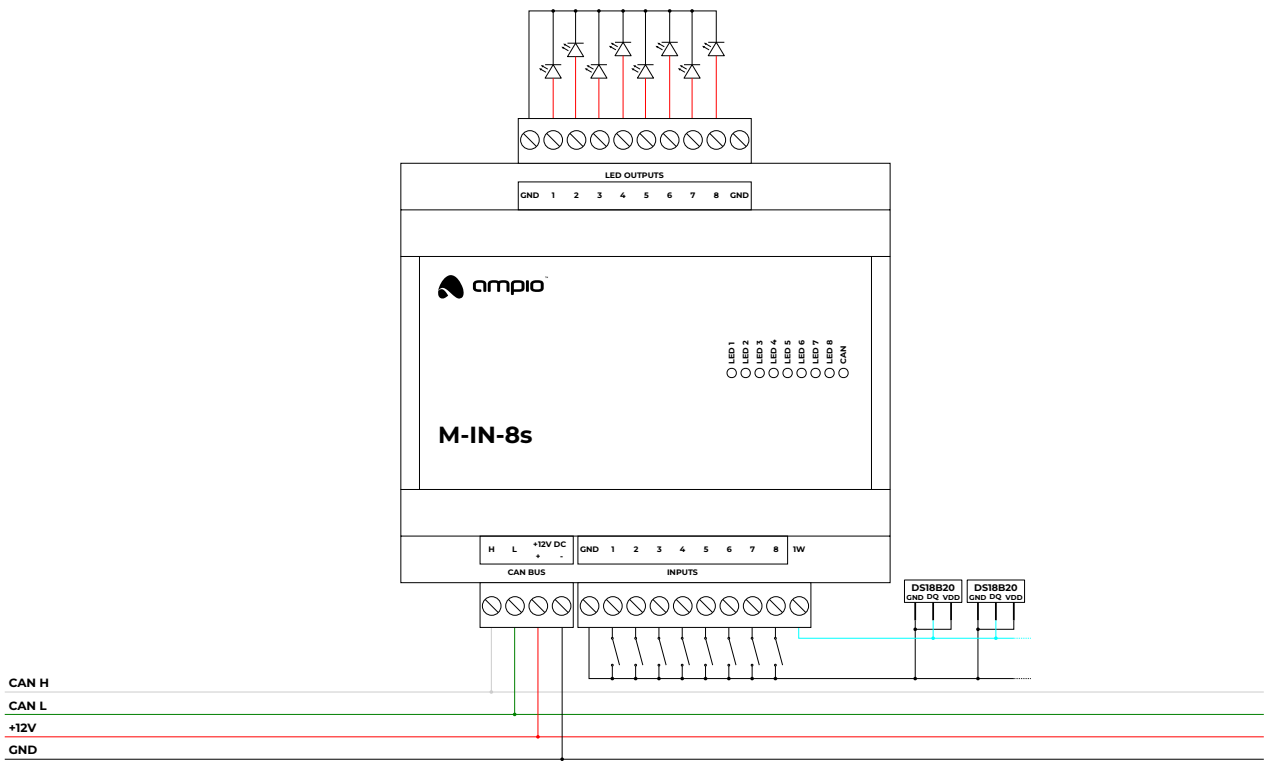 LED OUTPUTS
GND 1 2 3 4 5 6 7 8 GND
ampio™
LED 1
LED 2
LED 3
LED 4
LED 5
LED 6
LED 7
LED 8
CAN
M-IN-8s
H L +12V DC
+ -
CAN BUS
GND 1 2 3 4 5 6 7 8 1W
INPUTS
DS18B20
GND DQ VDD
DS18B20
GND DQ VDD
CAN H
CAN L
+12V
GND